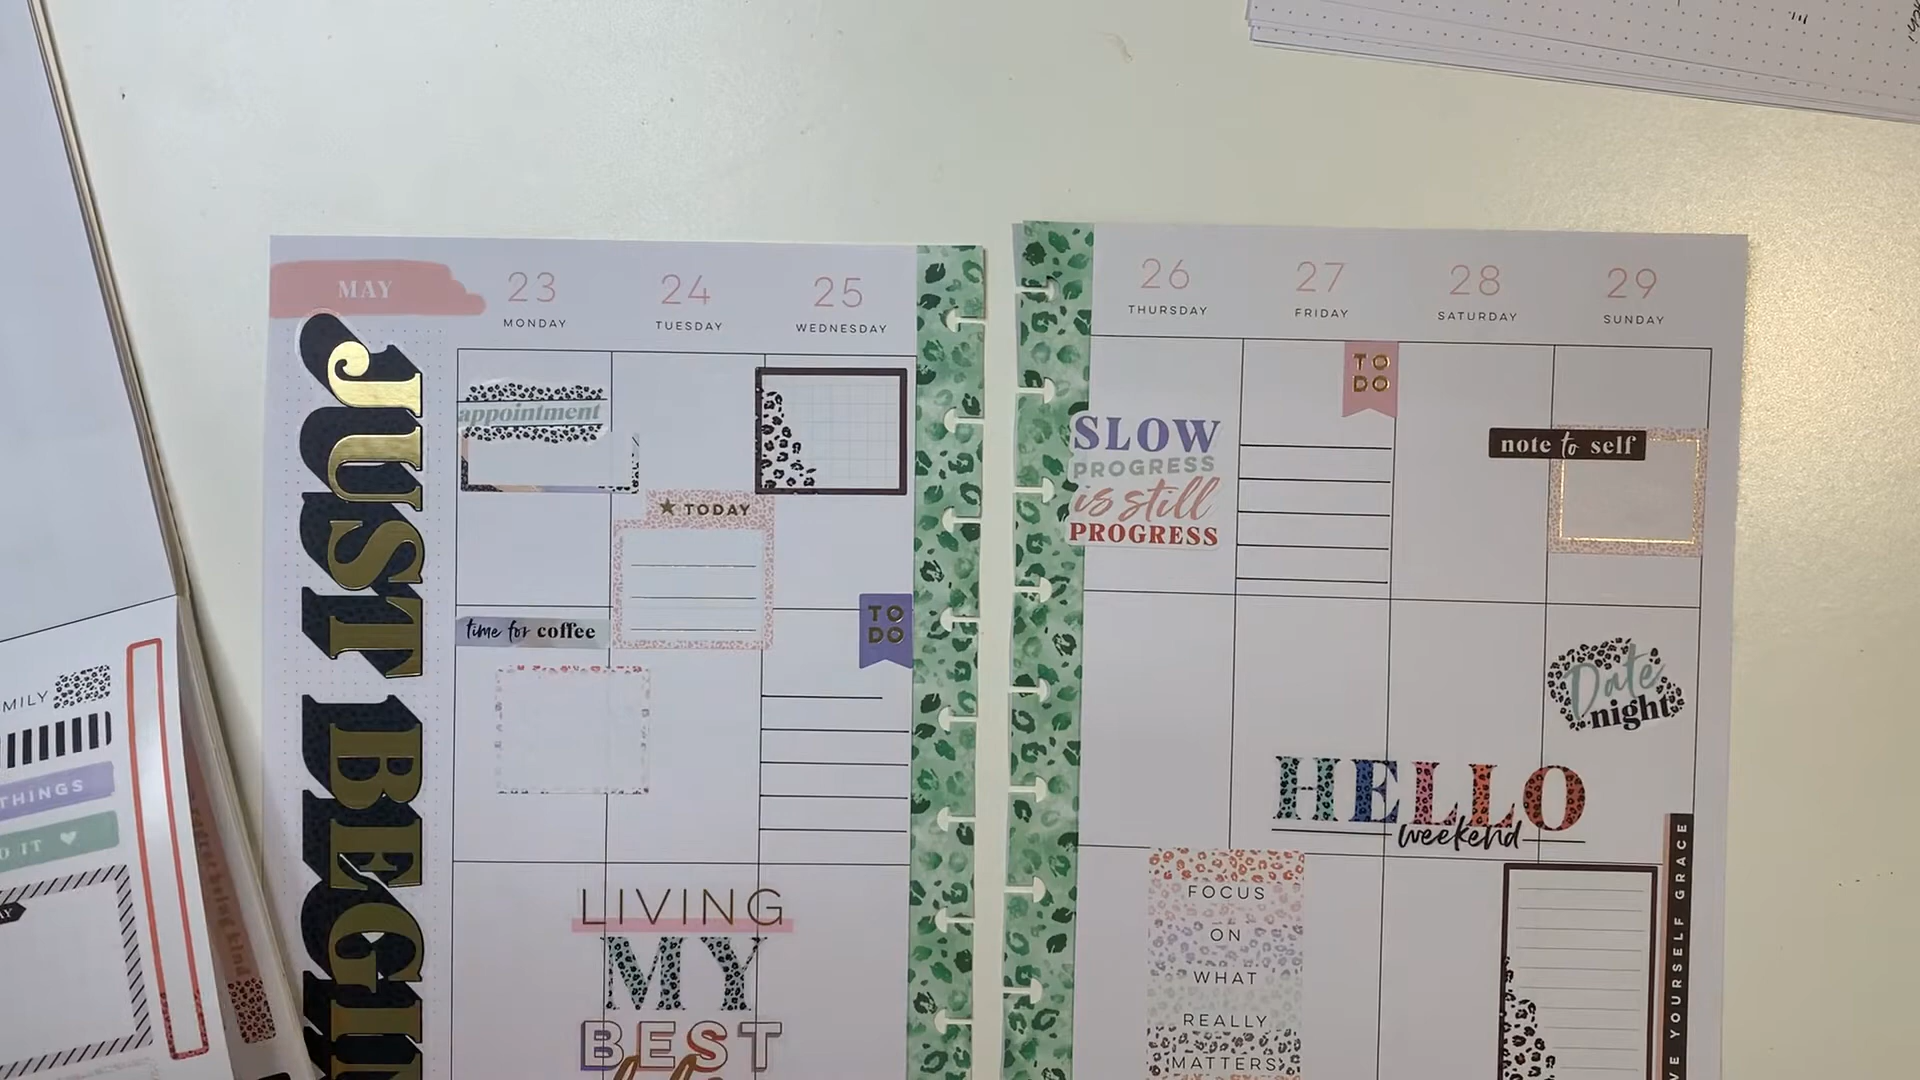 MAY
23
MONDAY
24
TUESDAY
25
WEDNESDAY
JUST BEGIN
appointment
★ TODAY
time for coffee
TO
DO
LIVING
MY
BEST
26
THURSDAY
27
FRIDAY
28
SATURDAY
29
SUNDAY
TO
DO
SLOW
PROGRESS
is still
PROGRESS
note to self
Date
night
HELLO
weekend
FOCUS
ON
WHAT
REALLY
MATTERS
YOURSELF GRACE
MILY
THINGS
D IT